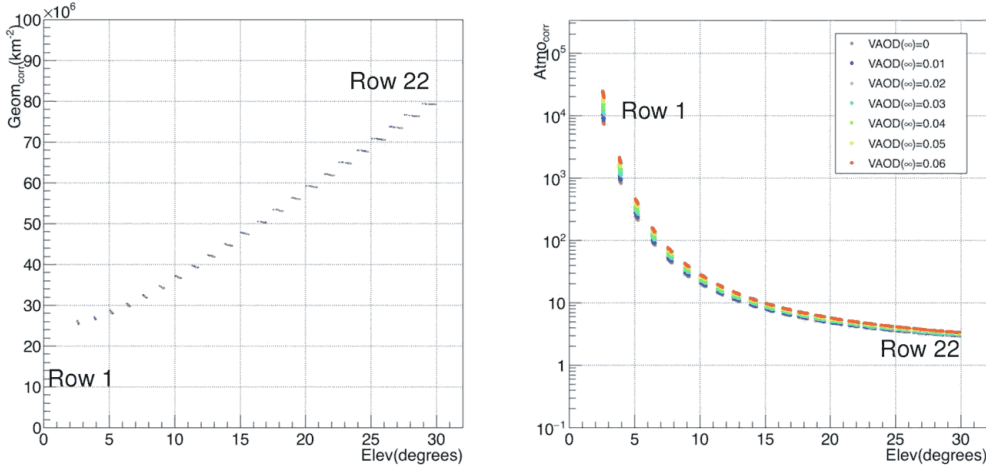 100 ×10⁶
90
80
70
60
50
40
30
20
10
0
Geom_corr(km⁻²)
Row 22
Row 1
0 5 10 15 20 25 30
Elev(degrees)
Atmo_corr
10⁵
10⁴
10³
10²
10
1
10⁻¹
Row 1
VAOD(∞)=0
VAOD(∞)=0.01
VAOD(∞)=0.02
VAOD(∞)=0.03
VAOD(∞)=0.04
VAOD(∞)=0.05
VAOD(∞)=0.06
Row 22
0 5 10 15 20 25 30
Elev(degrees)